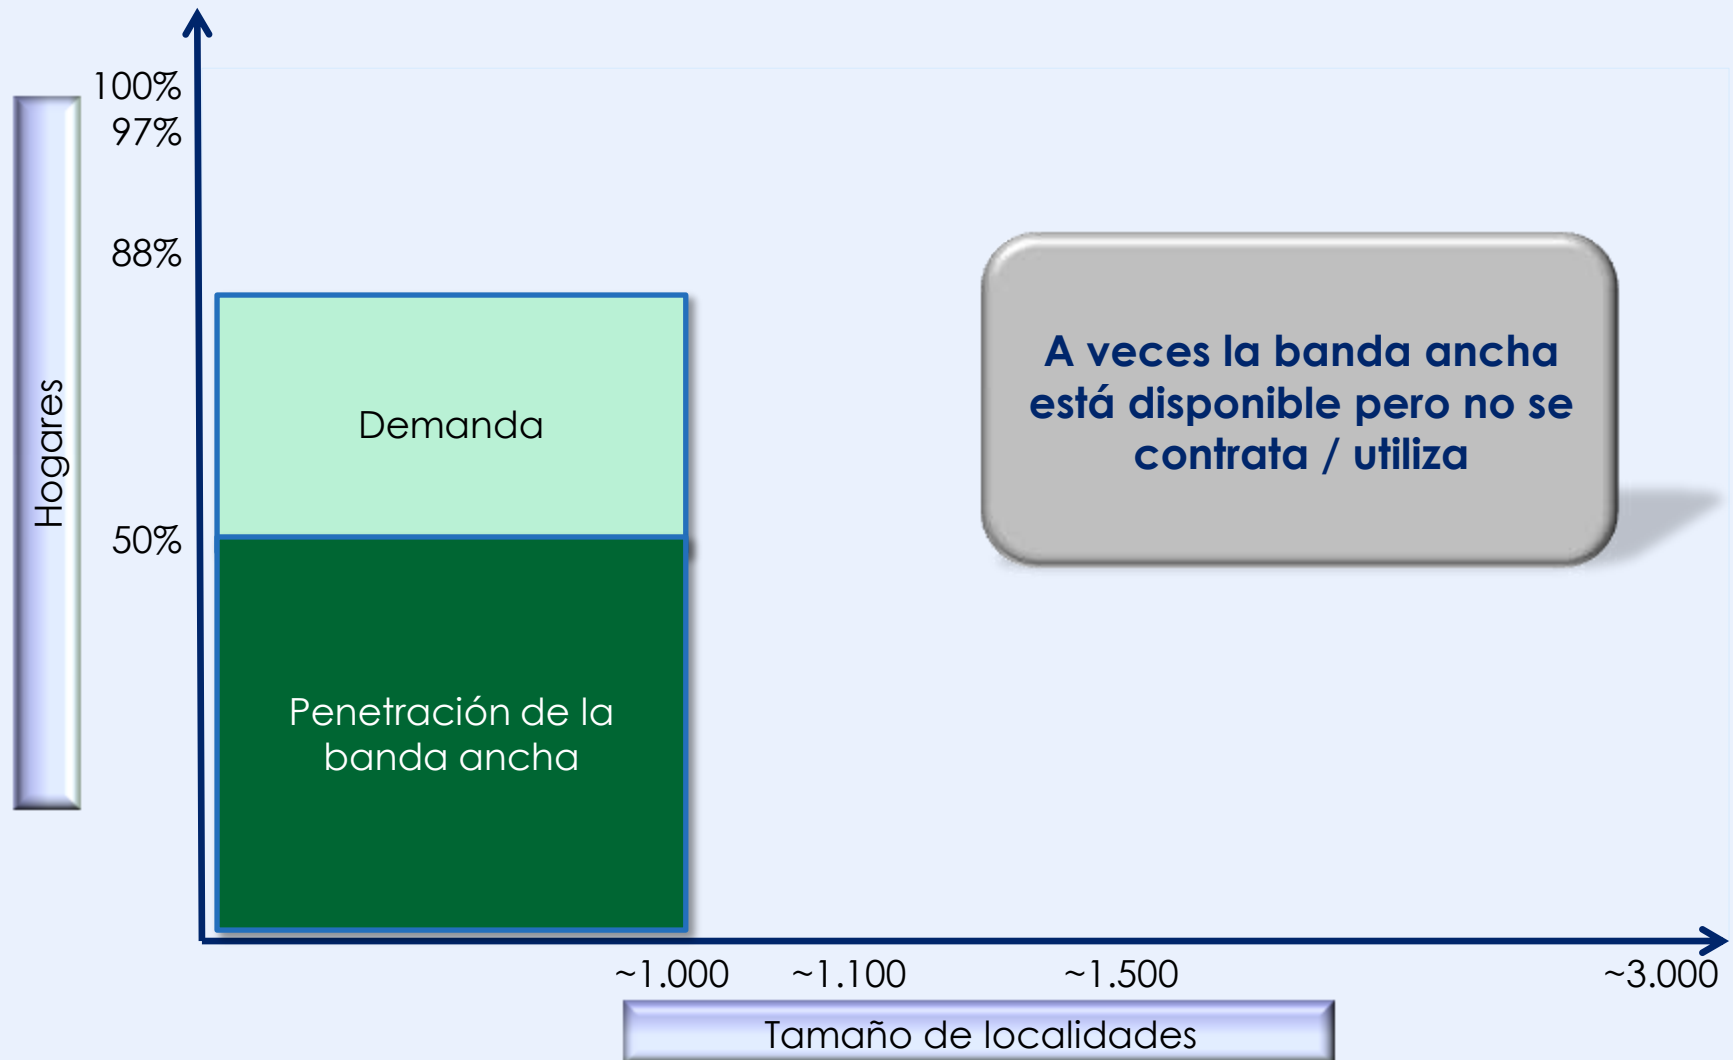 100%
97%
88%
50%
Hogares
Demanda
Penetración de la
banda ancha
A veces la banda ancha
está disponible pero no se
contrata / utiliza
~1.000
~1.100
~1.500
~3.000
Tamaño de localidades